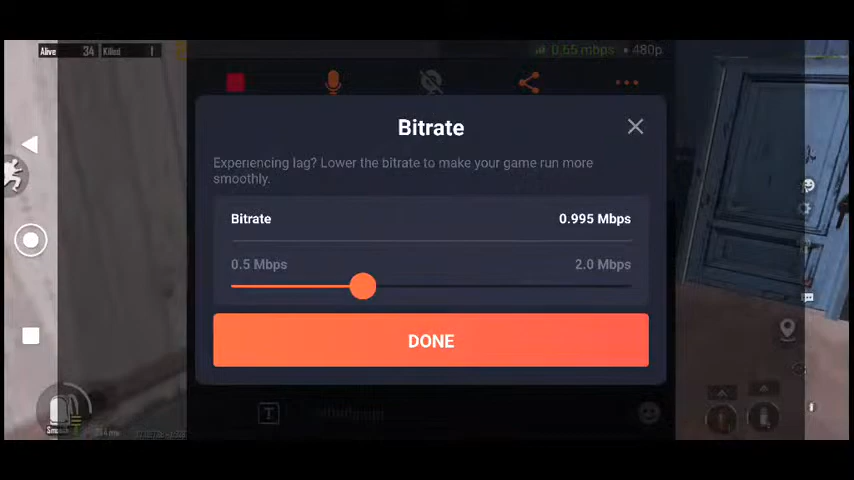 Alive 34 Killed 1
0.55 mbps • 480p
Bitrate
Experiencing lag? Lower the bitrate to make your game run more
smoothly.
Bitrate 0.995 Mbps
0.5 Mbps 2.0 Mbps
DONE
T